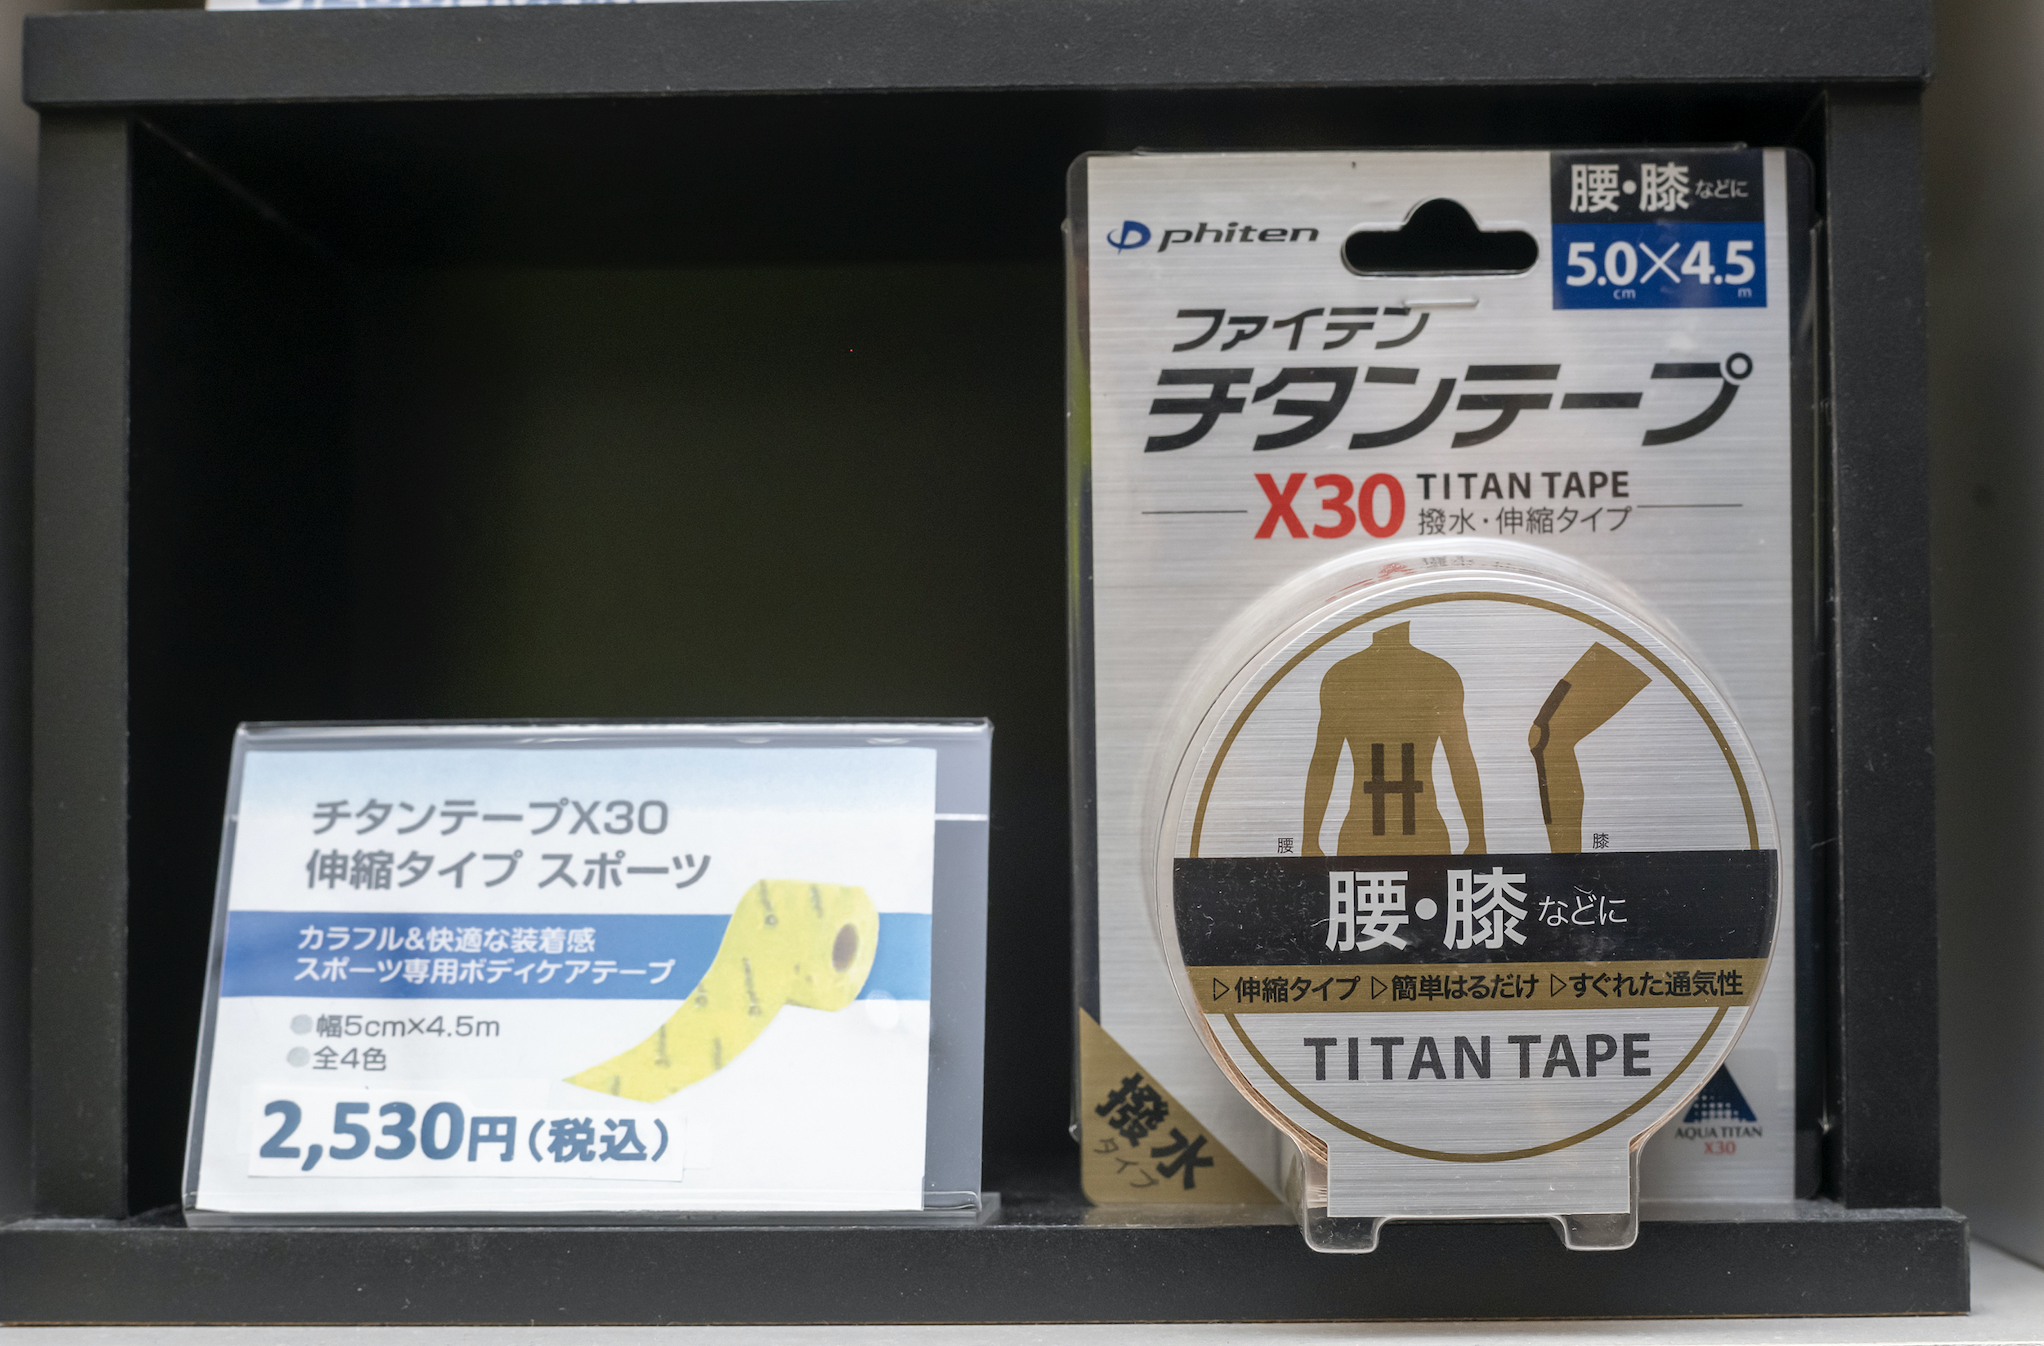 チタンテープX30
伸縮タイプ スポーツ
カラフル&快適な装着感
スポーツ専用ボディケアテープ
幅5cm×4.5m
全4色
2,530円(税込)
phiten
腰・膝などに
5.0cm×4.5m
ファイテン
チタンテープ
X30 TITAN TAPE
撥水・伸縮タイプ
腰
膝
腰・膝などに
▷伸縮タイプ ▷簡単はるだけ ▷すぐれた通気性
TITAN TAPE
撥水
タイプ
AQUA TITAN
X30